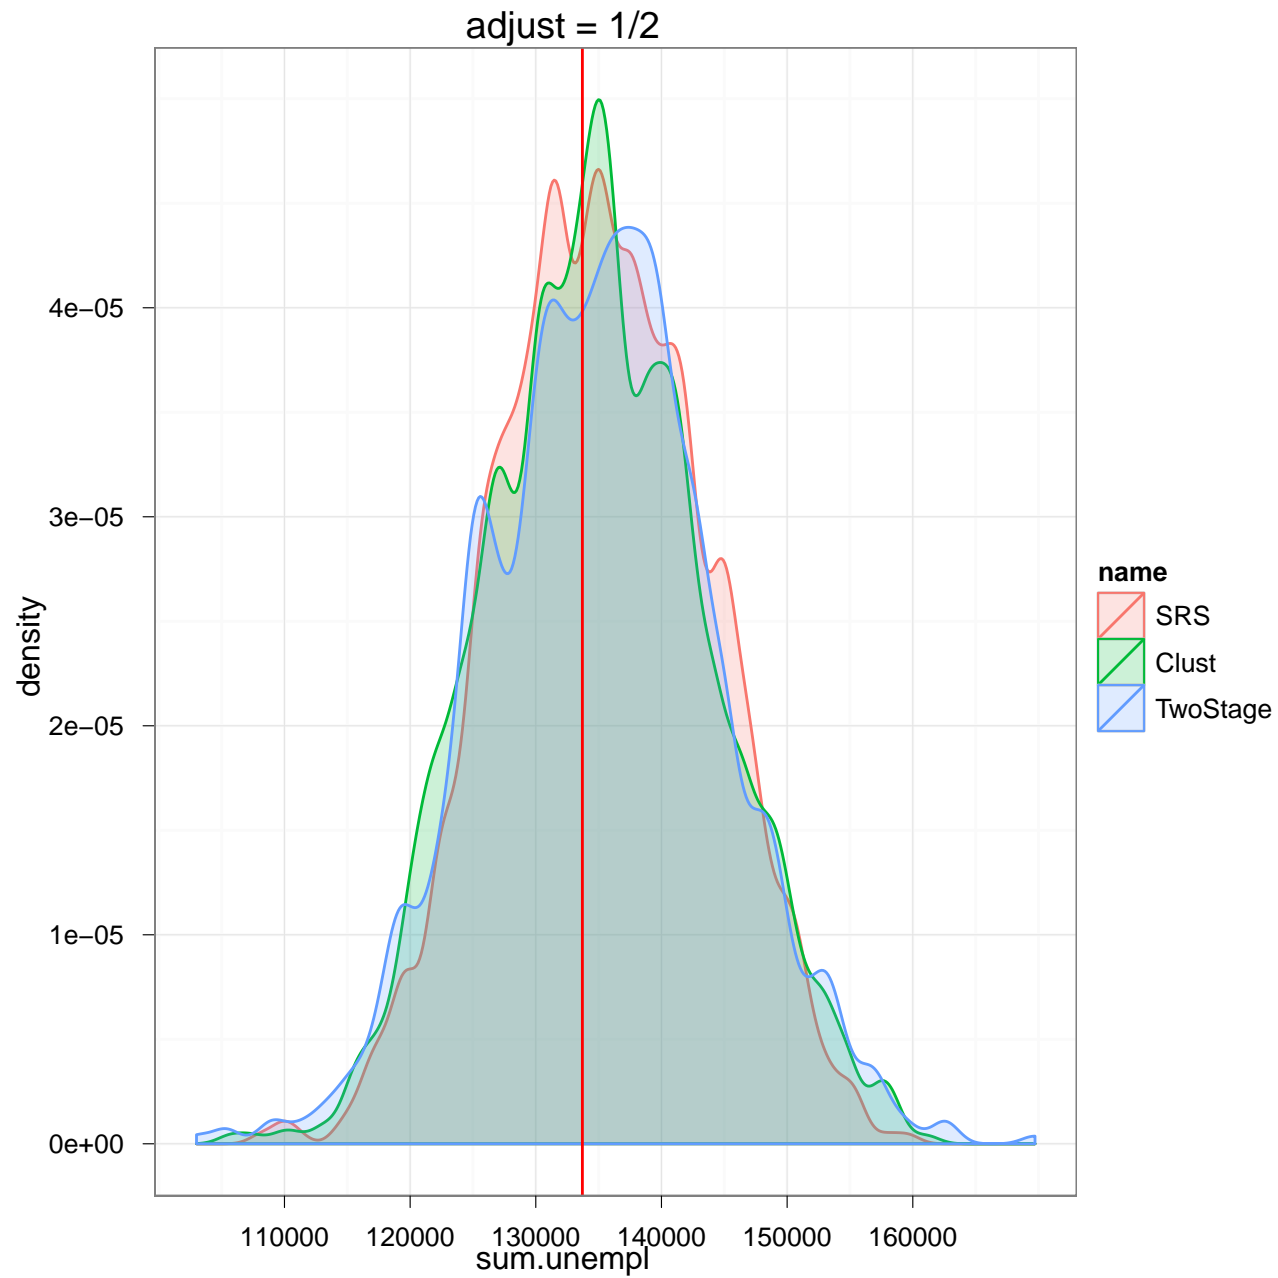 adjust = 1/2
density
4e−05
3e−05
2e−05
1e−05
0e+00
110000 120000 130000 140000 150000 160000
sum.unempl
name
SRS
Clust
TwoStage